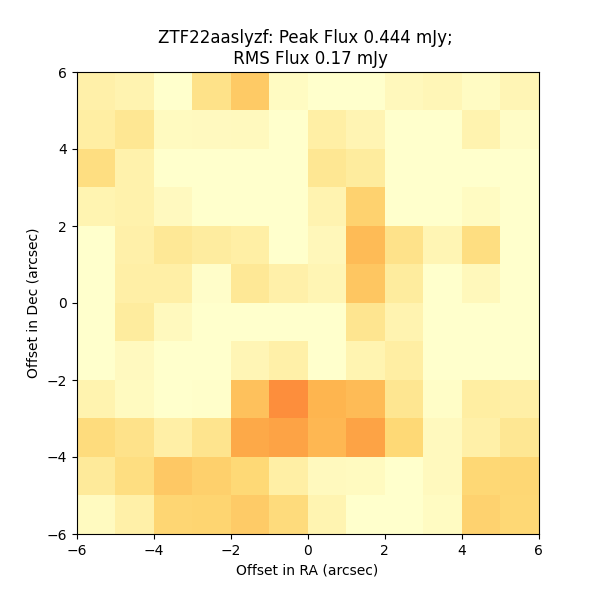 ZTF22aaslyzf: Peak Flux 0.444 mJy;
RMS Flux 0.17 mJy
6
4
2
0
−2
−4
−6
Offset in Dec (arcsec)
−6 −4 −2 0 2 4 6
Offset in RA (arcsec)